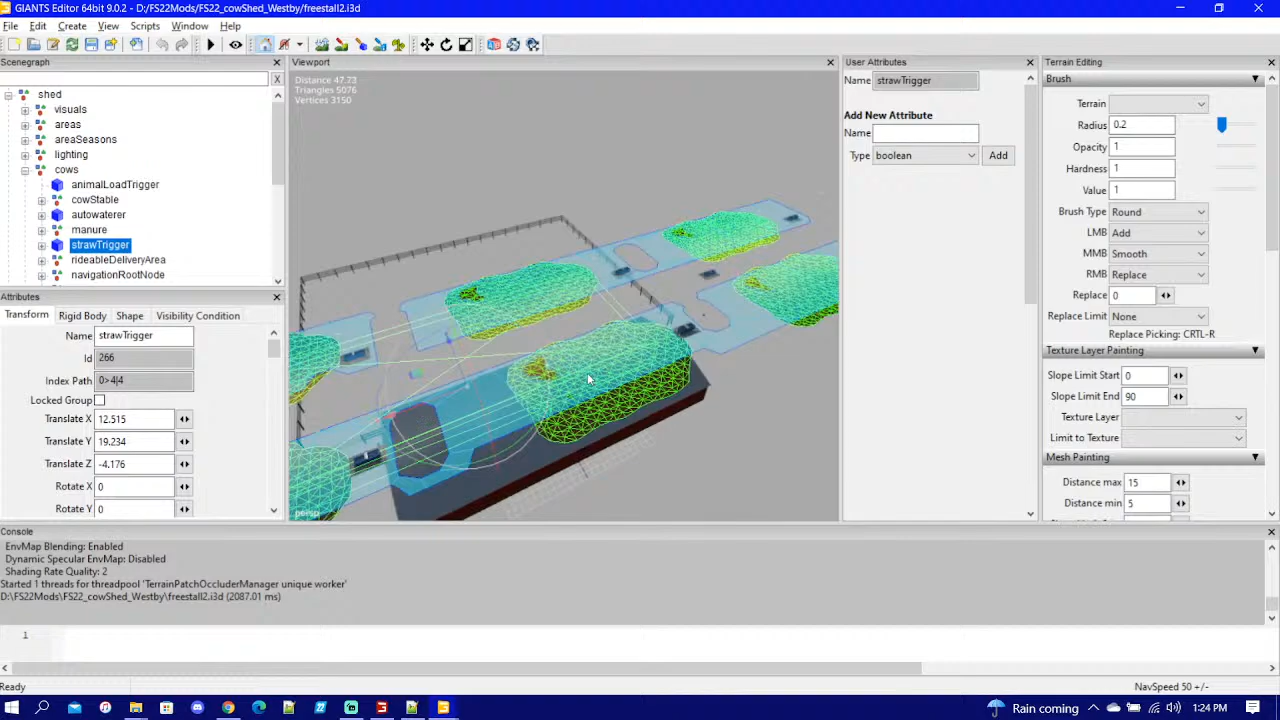 GIANTS Editor 64bit 9.0.2 - D:/FS22Mods/FS22_cowShed_Westby/freestall2.i3d
File Edit Create View Scripts Window Help
Scenegraph
X
shed
visuals
areas
areaSeasons
lighting
cows
animalLoadTrigger
cowStable
autowaterer
manure
strawTrigger
rideableDeliveryArea
navigationRootNode
Attributes
Transform Rigid Body Shape Visibility Condition
Name strawTrigger
Id 266
Index Path 0>4|4
Locked Group
Translate X 12.515
Translate Y 19.234
Translate Z -4.176
Rotate X 0
Rotate Y 0
Viewport
Distance 47.73
Triangles 5076
Vertices 3150
persp
User Attributes
Name strawTrigger
Add New Attribute
Name
Type boolean Add
Terrain Editing
Brush
Terrain
Radius 0.2
Opacity 1
Hardness 1
Value 1
Brush Type Round
LMB Add
MMB Smooth
RMB Replace
Replace 0
Replace Limit None
Replace Picking: CRTL-R
Texture Layer Painting
Slope Limit Start 0
Slope Limit End 90
Texture Layer
Limit to Texture
Mesh Painting
Distance max 15
Distance min 5
Console
EnvMap Blending: Enabled
Dynamic Specular EnvMap: Disabled
Shading Rate Quality: 2
Started 1 threads for threadpool 'TerrainPatchOccluderManager unique worker'
D:\FS22Mods\FS22_cowShed_Westby\freestall2.i3d (2087.01 ms)
1
Ready
NavSpeed 50 +/-
Rain coming
1:24 PM